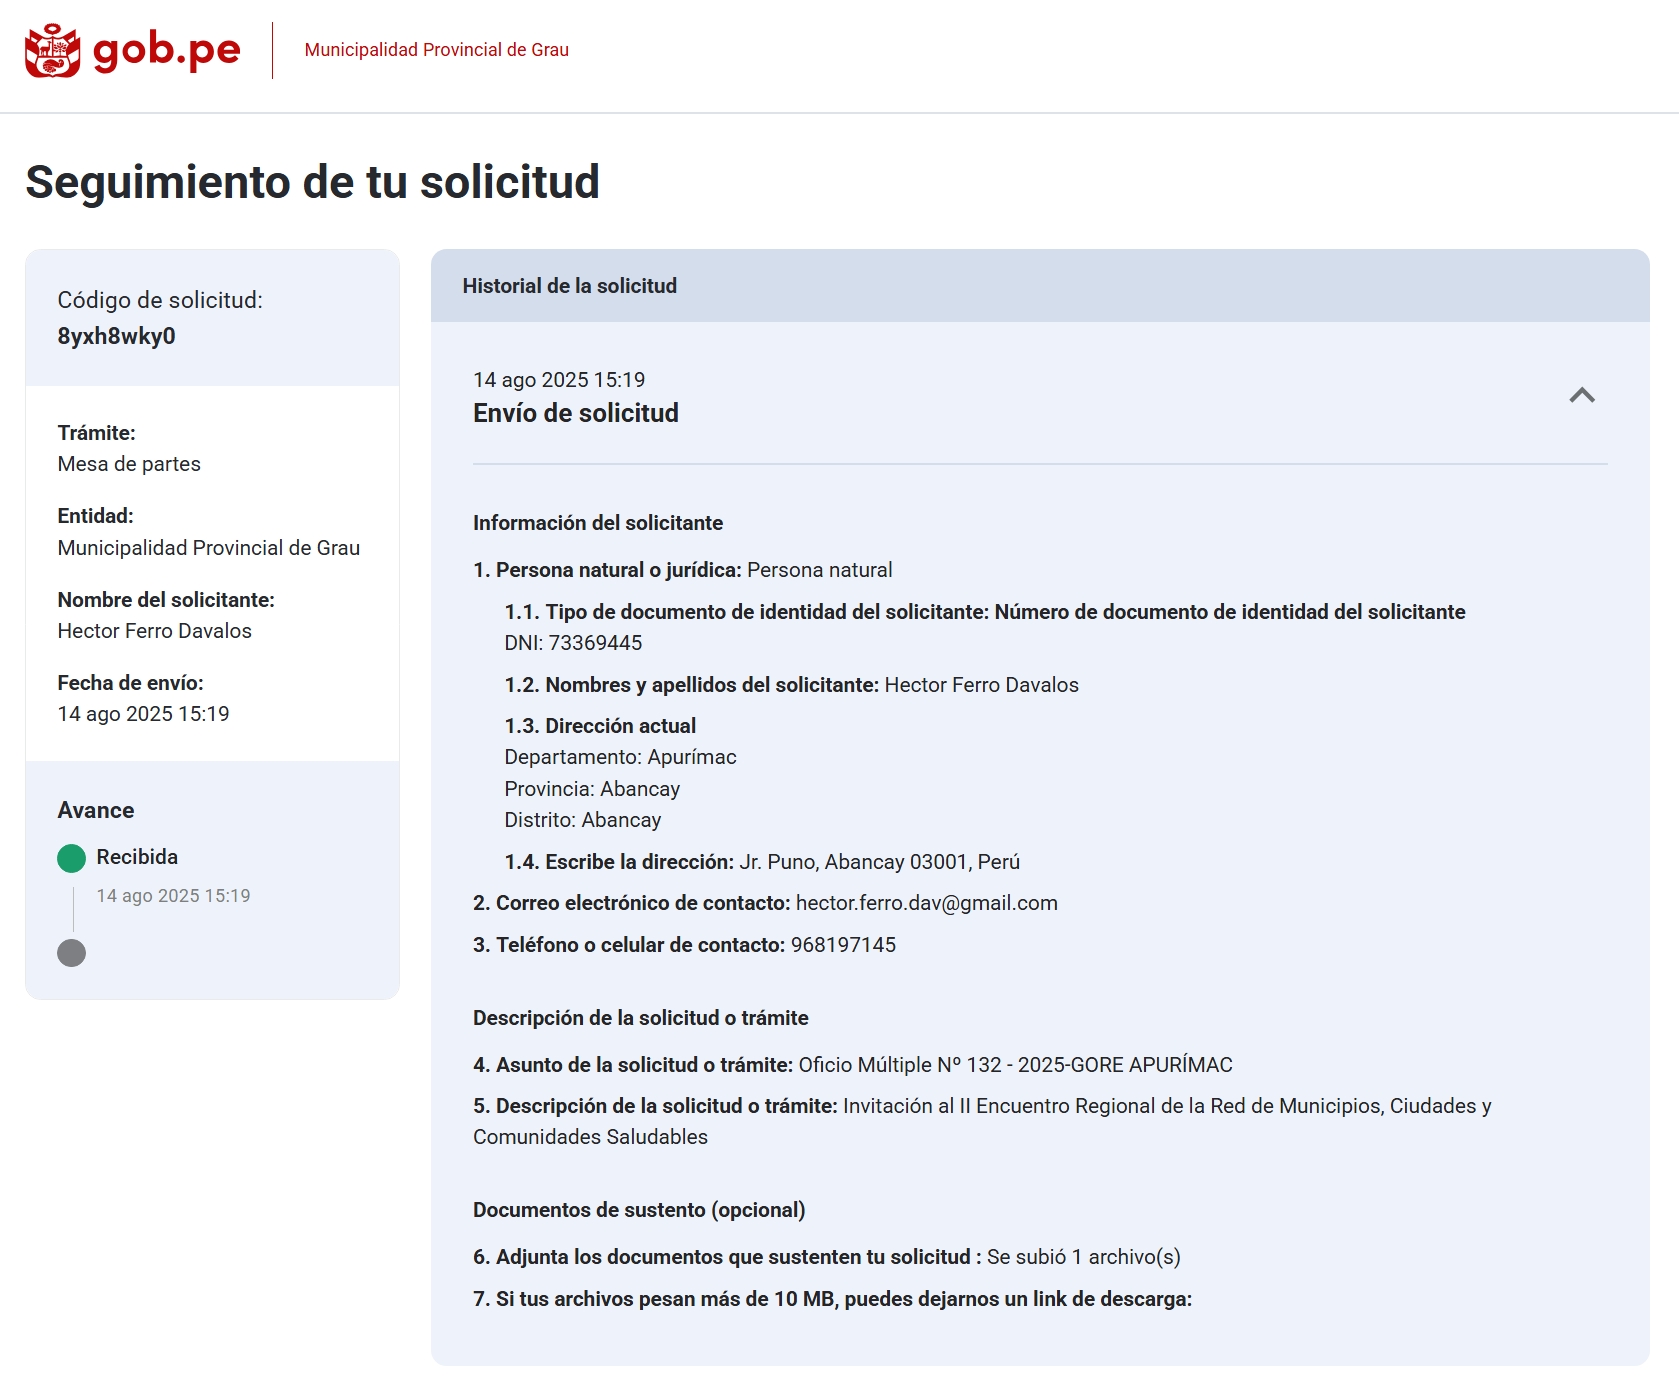 gob.pe
Municipalidad Provincial de Grau
Seguimiento de tu solicitud
Código de solicitud:
8yxh8wky0
Trámite:
Mesa de partes
Entidad:
Municipalidad Provincial de Grau
Nombre del solicitante:
Hector Ferro Davalos
Fecha de envío:
14 ago 2025 15:19
Avance
Recibida
14 ago 2025 15:19
Historial de la solicitud
14 ago 2025 15:19
Envío de solicitud
Información del solicitante
1. Persona natural o jurídica: Persona natural
1.1. Tipo de documento de identidad del solicitante: Número de documento de identidad del solicitante
DNI: 73369445
1.2. Nombres y apellidos del solicitante: Hector Ferro Davalos
1.3. Dirección actual
Departamento: Apurímac
Provincia: Abancay
Distrito: Abancay
1.4. Escribe la dirección: Jr. Puno, Abancay 03001, Perú
2. Correo electrónico de contacto: hector.ferro.dav@gmail.com
3. Teléfono o celular de contacto: 968197145
Descripción de la solicitud o trámite
4. Asunto de la solicitud o trámite: Oficio Múltiple Nº 132 - 2025-GORE APURÍMAC
5. Descripción de la solicitud o trámite: Invitación al II Encuentro Regional de la Red de Municipios, Ciudades y
Comunidades Saludables
Documentos de sustento (opcional)
6. Adjunta los documentos que sustenten tu solicitud : Se subió 1 archivo(s)
7. Si tus archivos pesan más de 10 MB, puedes dejarnos un link de descarga: